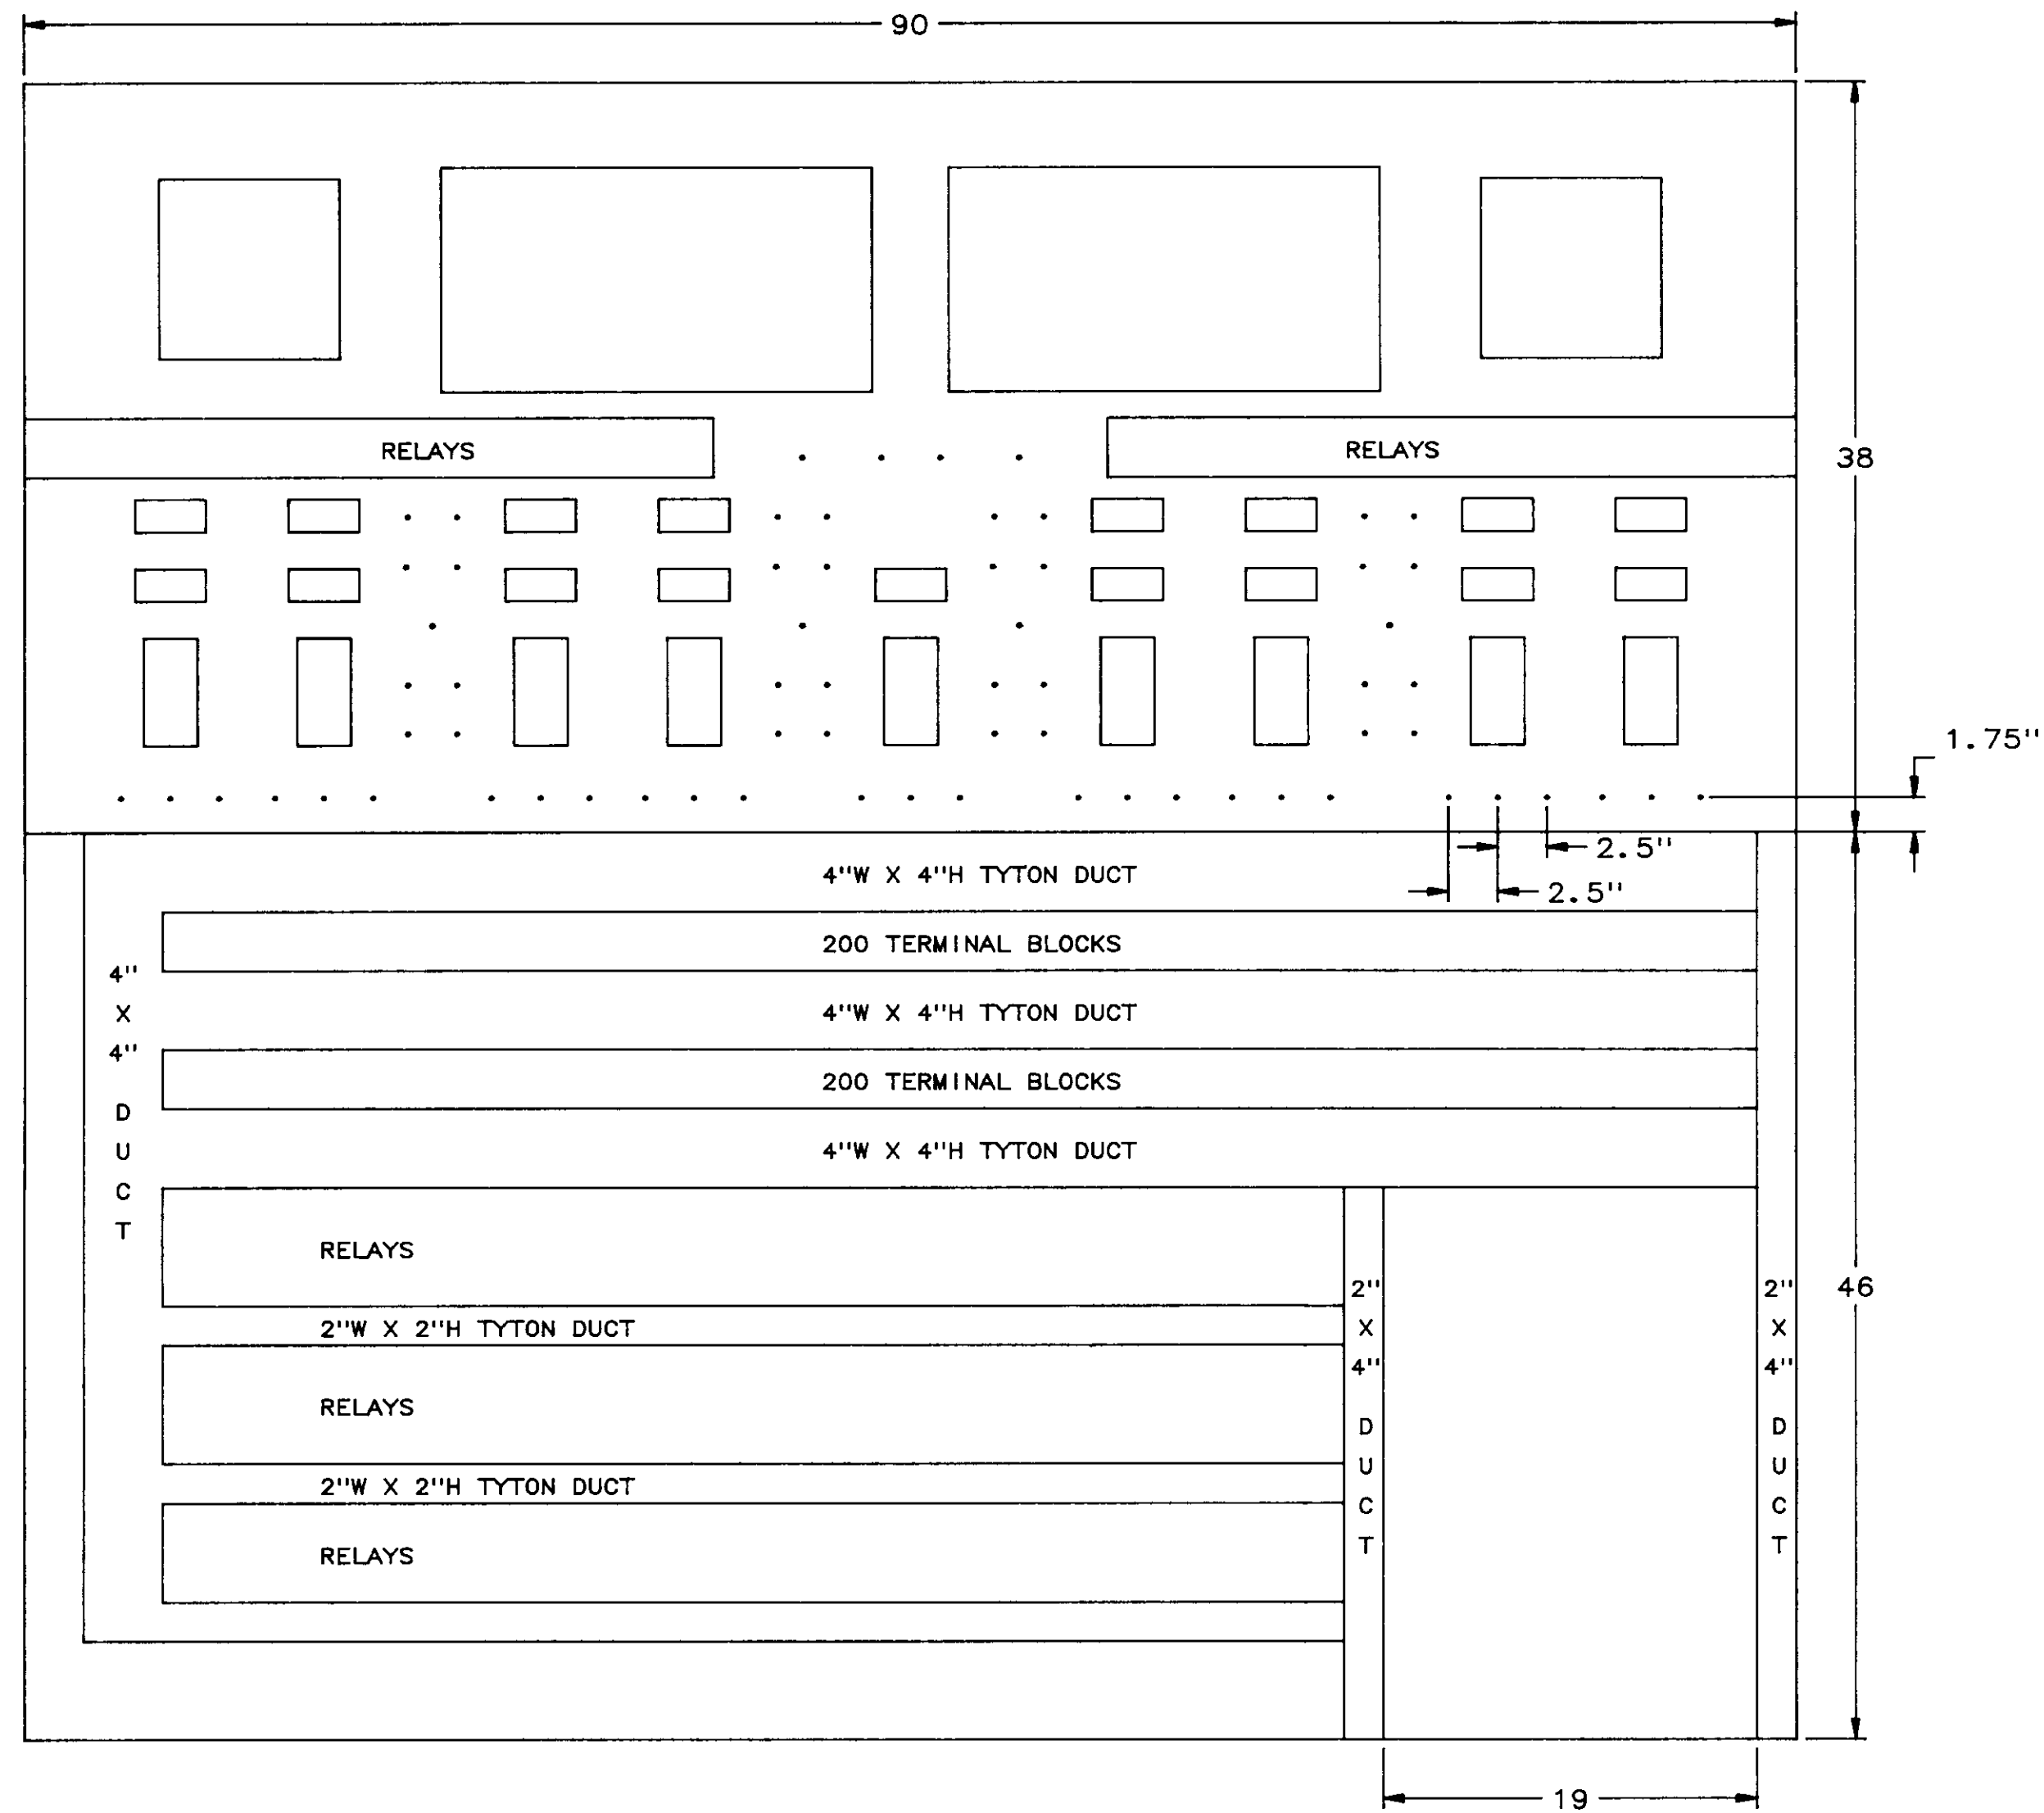 90
RELAYS
RELAYS
38
1.75"
2.5"
2.5"
4"W X 4"H TYTON DUCT
200 TERMINAL BLOCKS
4"W X 4"H TYTON DUCT
200 TERMINAL BLOCKS
4"W X 4"H TYTON DUCT
4"
X
4"
D
U
C
T
RELAYS
2"W X 2"H TYTON DUCT
RELAYS
2"W X 2"H TYTON DUCT
RELAYS
2"
X
4"
D
U
C
T
2"
X
4"
D
U
C
T
46
19